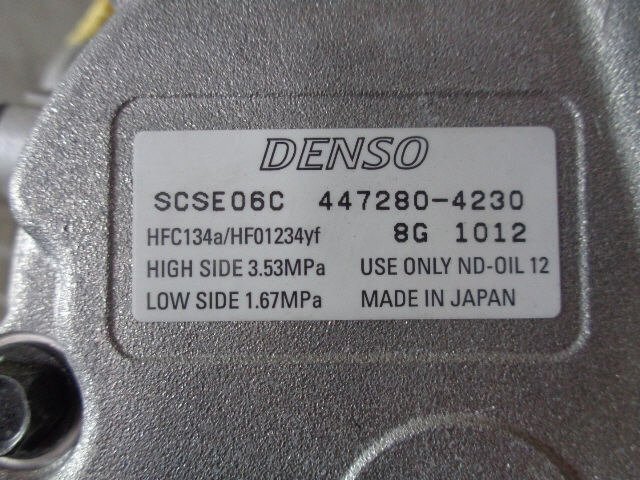 DENSO
SCSE06C 447280-4230
HFC134a/HFO1234yf 8G 1012
HIGH SIDE 3.53MPa USE ONLY ND-OIL 12
LOW SIDE 1.67MPa MADE IN JAPAN